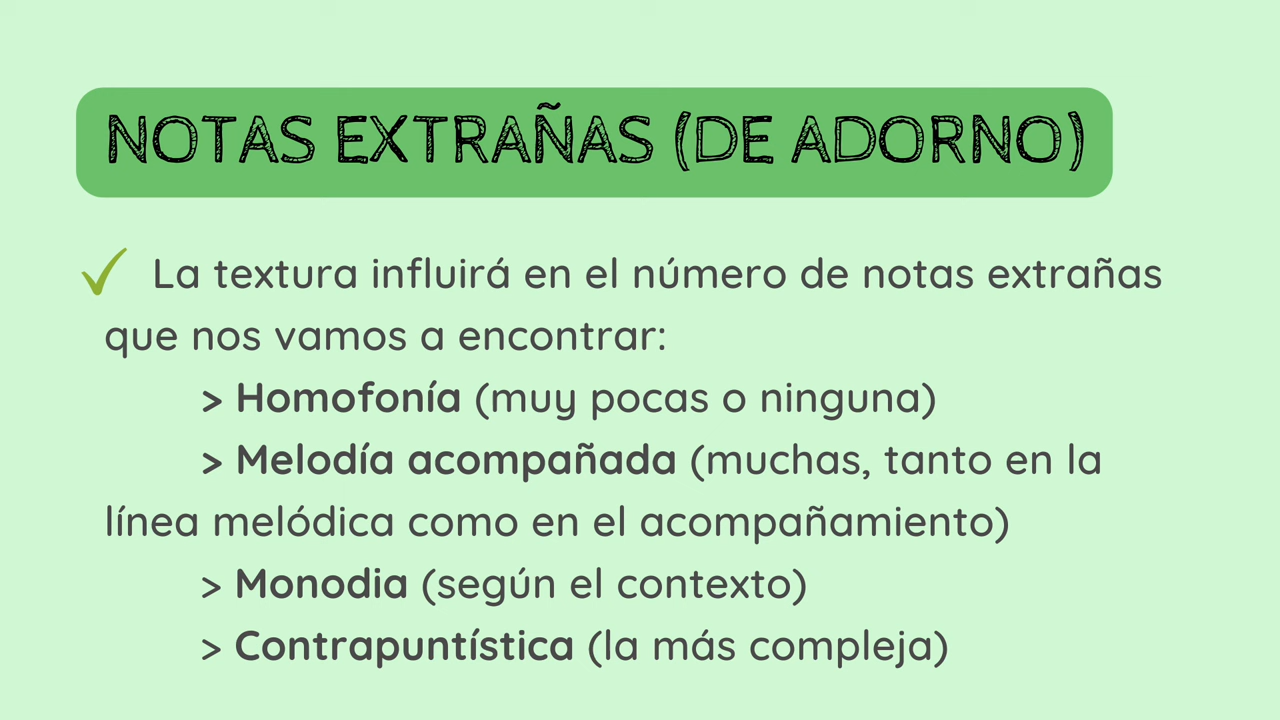 NOTAS EXTRAÑAS (DE ADORNO)
✓ La textura influirá en el número de notas extrañas
que nos vamos a encontrar:
> Homofonía (muy pocas o ninguna)
> Melodía acompañada (muchas, tanto en la
línea melódica como en el acompañamiento)
> Monodia (según el contexto)
> Contrapuntística (la más compleja)